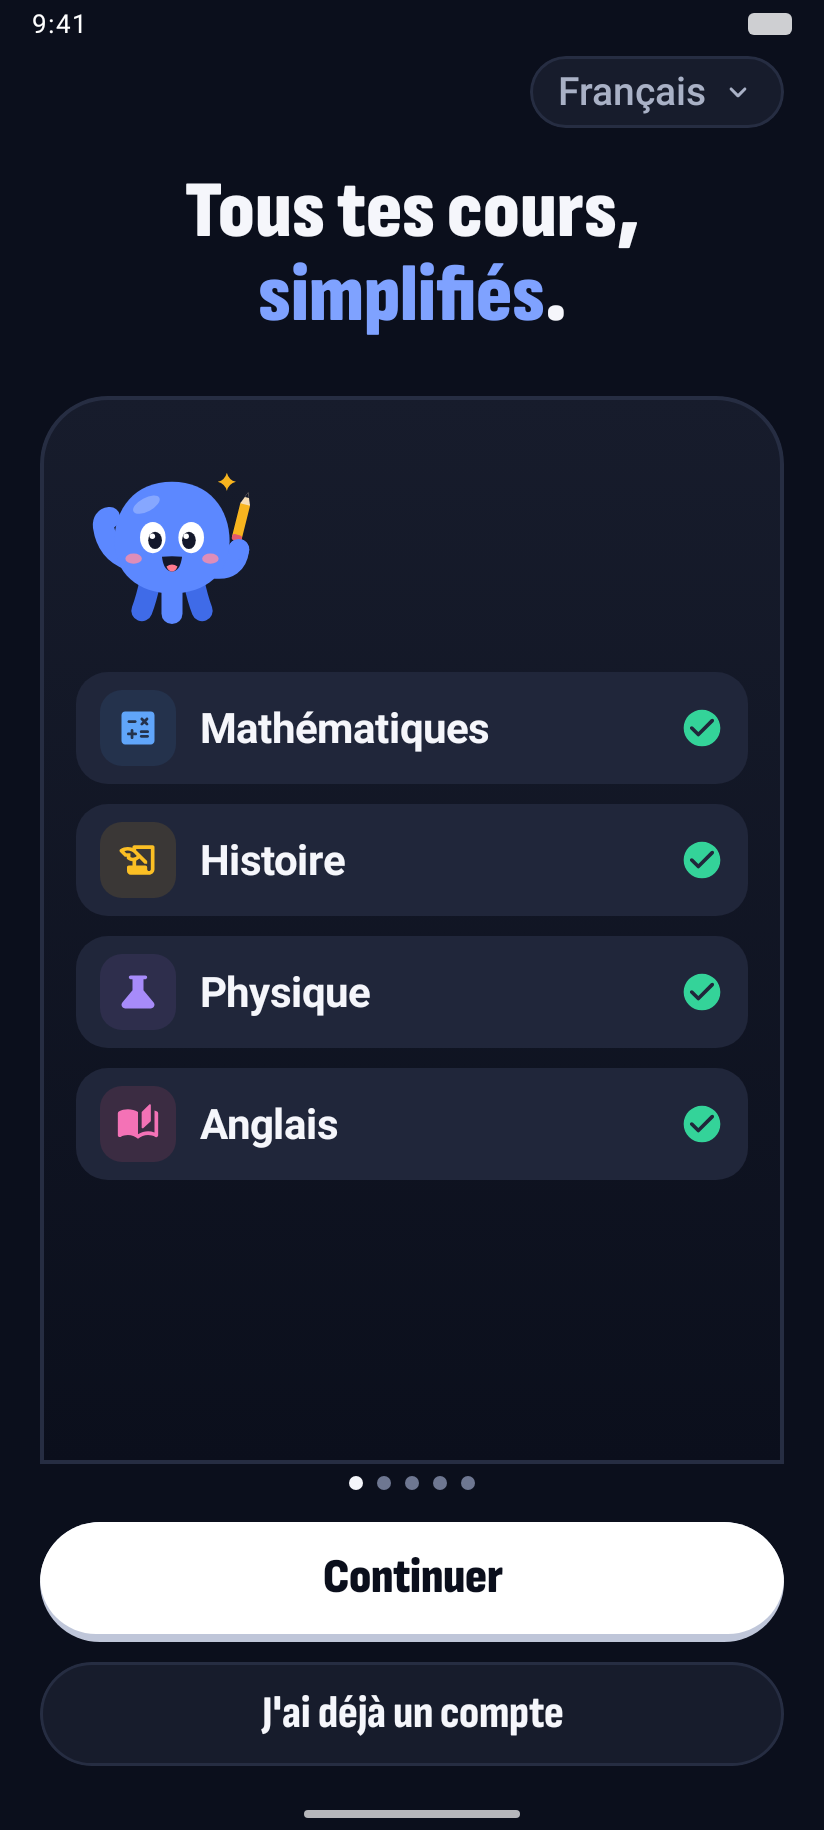 9:41
Français
Tous tes cours,
simplifiés.
Mathématiques
Histoire
Physique
Anglais
Continuer
J'ai déjà un compte